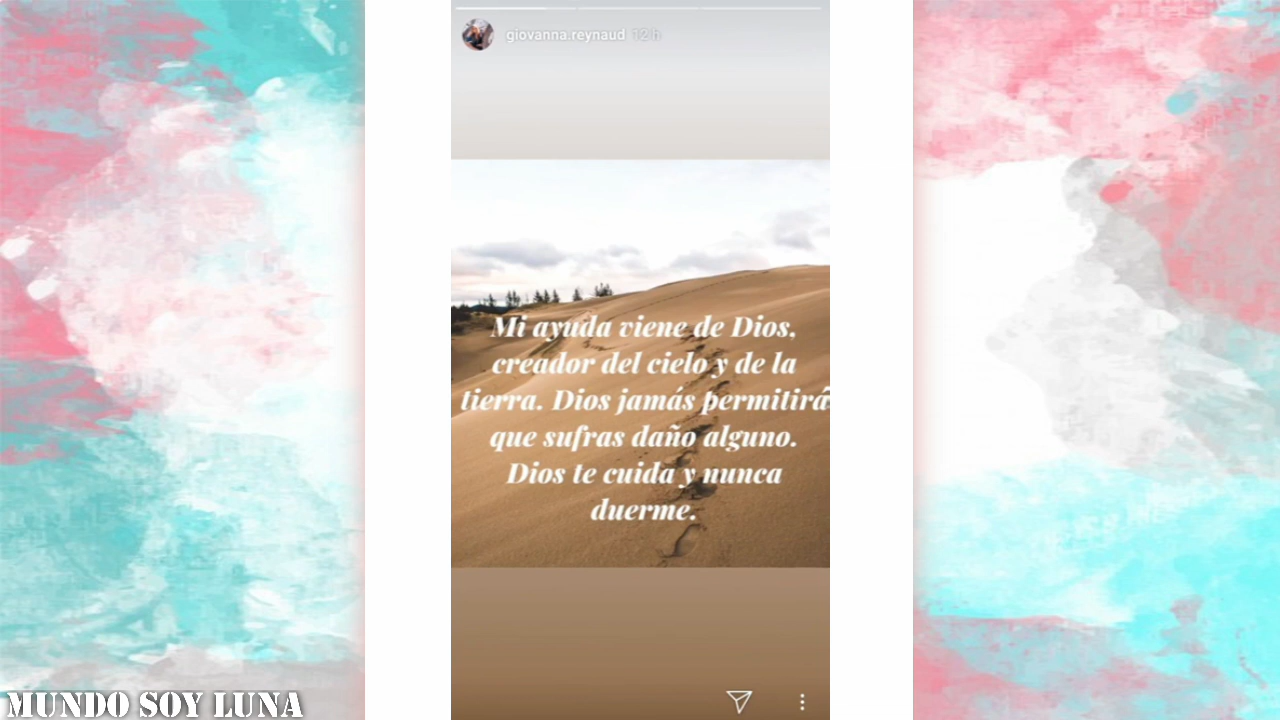 giovanna.reynaud 12 h
Mi ayuda viene de Dios,
creador del cielo y de la
tierra. Dios jamás permitirá
que sufras daño alguno.
Dios te cuida y nunca
duerme.
MUNDO SOY LUNA